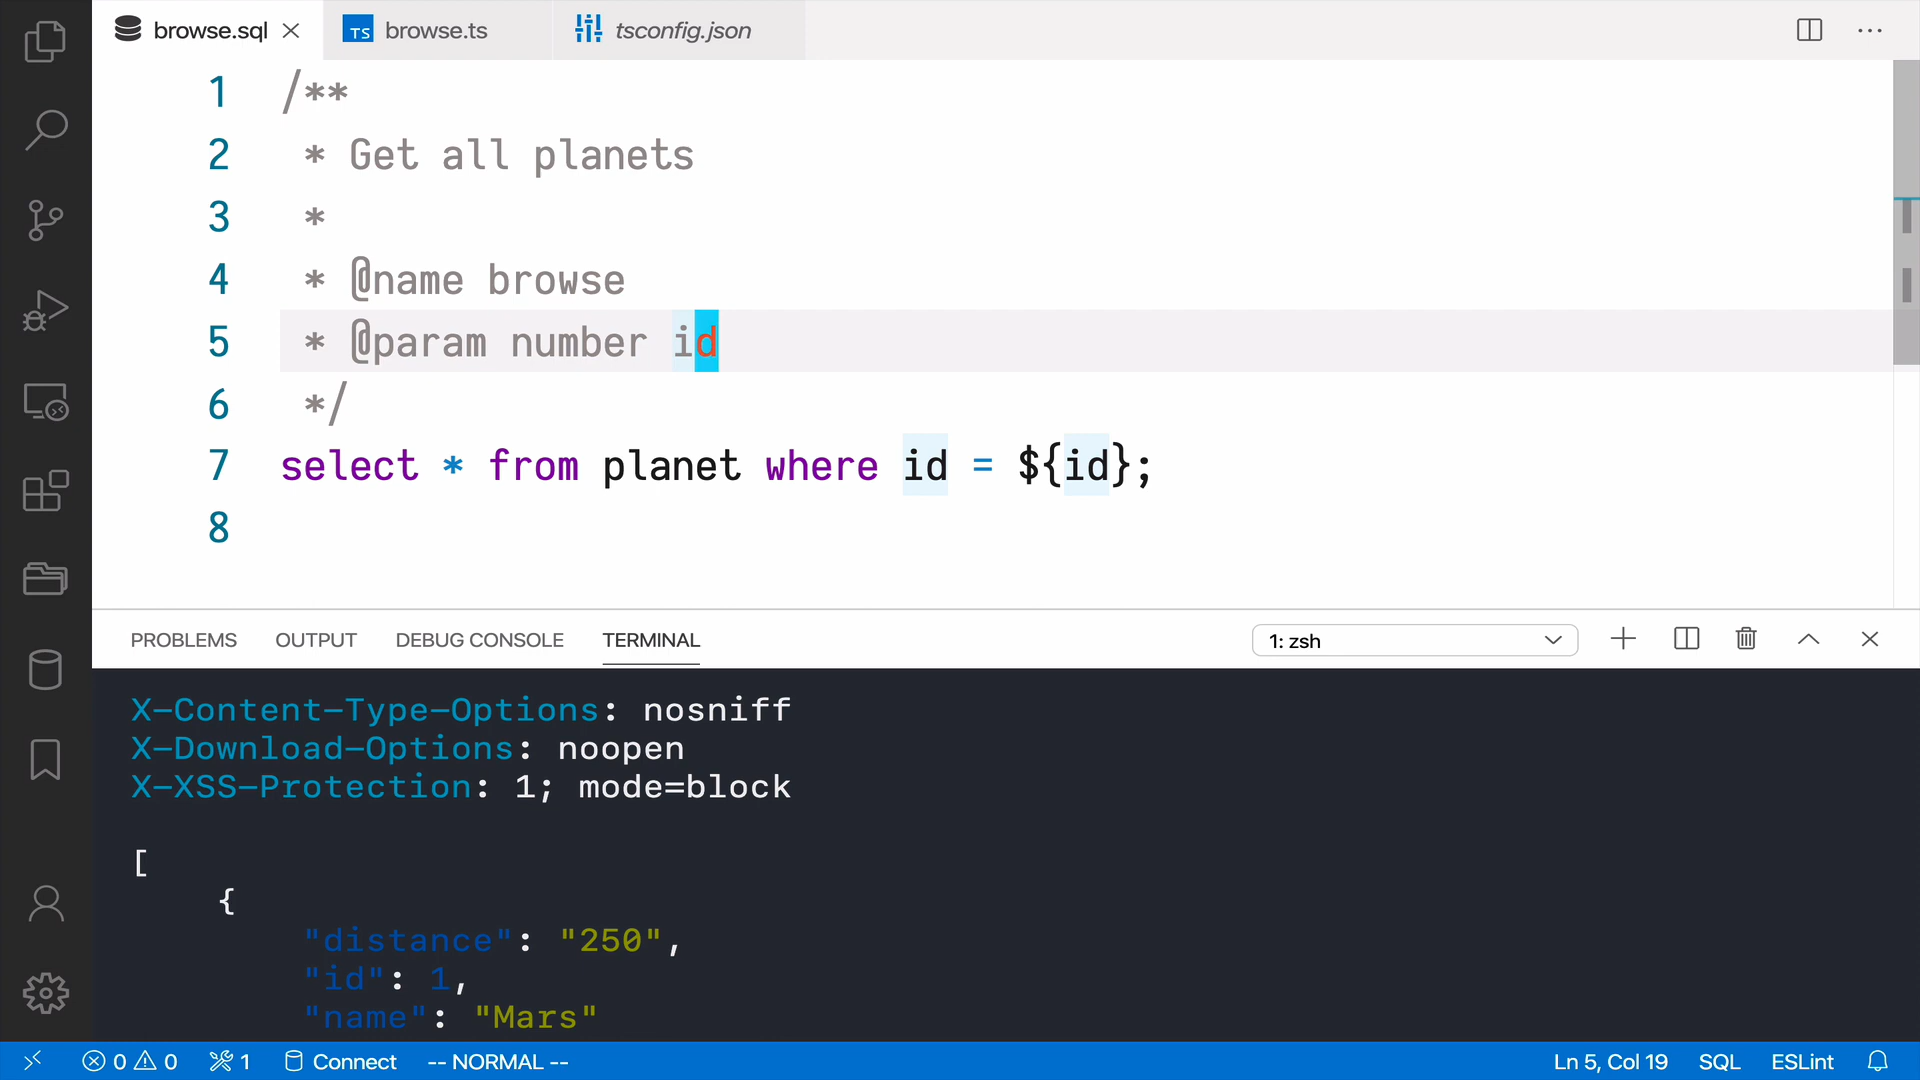 browse.sql
TS browse.ts
tsconfig.json
1 /**
2 * Get all planets
3 *
4 * @name browse
5 * @param number id
6 */
7 select * from planet where id = ${id};
8
PROBLEMS OUTPUT DEBUG CONSOLE TERMINAL 1: zsh
X-Content-Type-Options: nosniff
X-Download-Options: noopen
X-XSS-Protection: 1; mode=block
[
{
"distance": "250",
"id": 1,
"name": "Mars"
0 0 1 Connect -- NORMAL -- Ln 5, Col 19 SQL ESLint